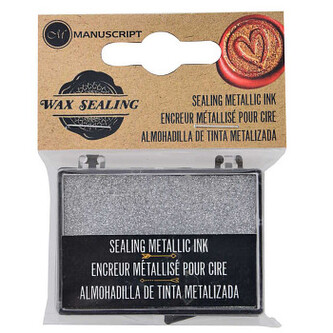 M MANUSCRIPT
WAX SEALING
SEALING METALLIC INK
ENCREUR MÉTALLISÉ POUR CIRE
ALMOHADILLA DE TINTA METALIZADA
SEALING METALLIC INK
ENCREUR MÉTALLISÉ POUR CIRE
ALMOHADILLA DE TINTA METALIZADA